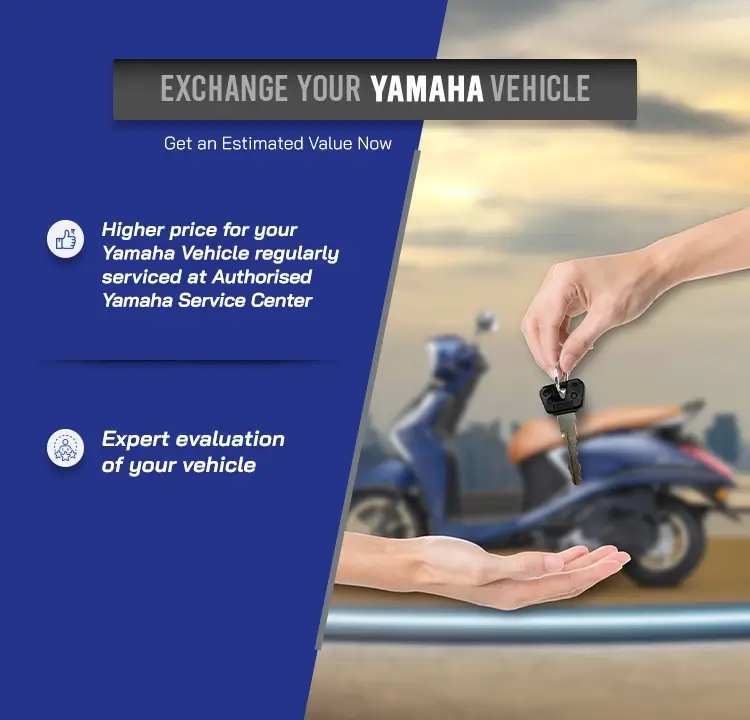 EXCHANGE YOUR YAMAHA VEHICLE
Get an Estimated Value Now
Higher price for your
Yamaha Vehicle regularly
serviced at Authorised
Yamaha Service Center
Expert evaluation
of your vehicle